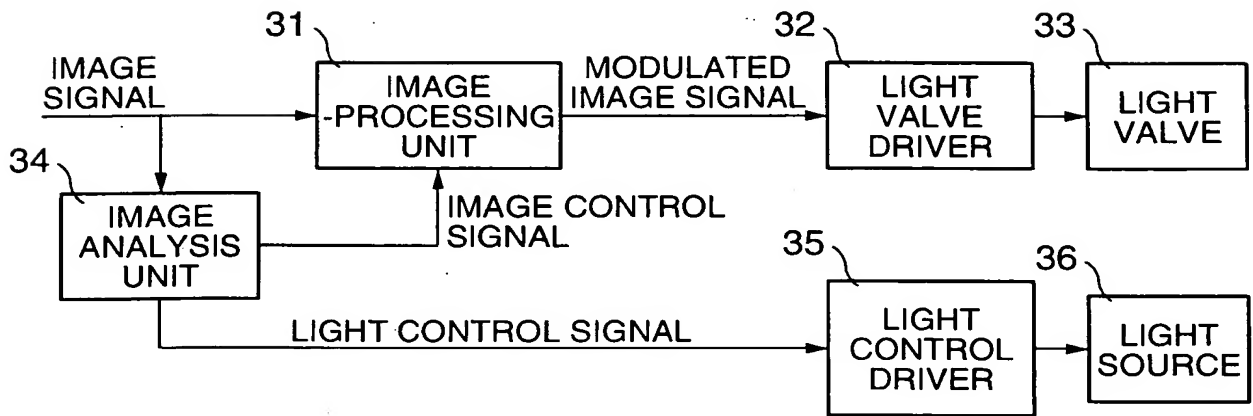 31
32
33
IMAGE
SIGNAL
IMAGE
-PROCESSING
UNIT
MODULATED
IMAGE SIGNAL
LIGHT
VALVE
DRIVER
LIGHT
VALVE
34
IMAGE
ANALYSIS
UNIT
IMAGE CONTROL
SIGNAL
35
36
LIGHT CONTROL SIGNAL
LIGHT
CONTROL
DRIVER
LIGHT
SOURCE